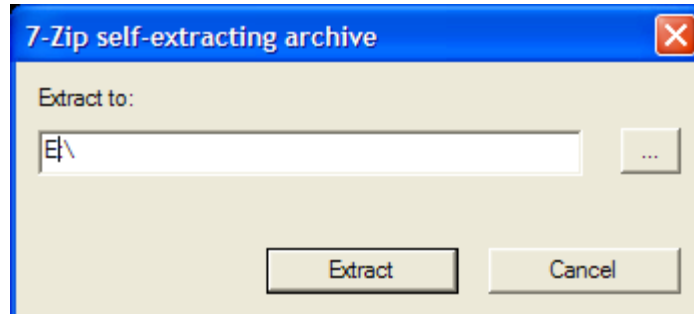 7-Zip self-extracting archive
Extract to:
E:\
...
Extract Cancel